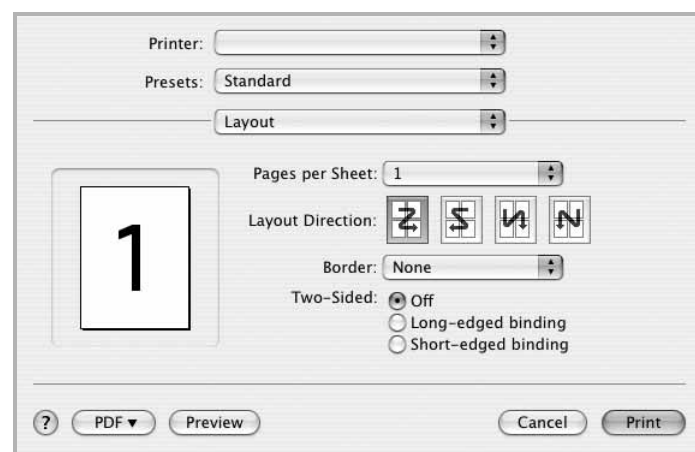 Printer:
Presets: Standard
Layout
Pages per Sheet: 1
Layout Direction:
1
Border: None
Two-Sided: Off
Long-edged binding
Short-edged binding
? PDF▼ Preview Cancel Print